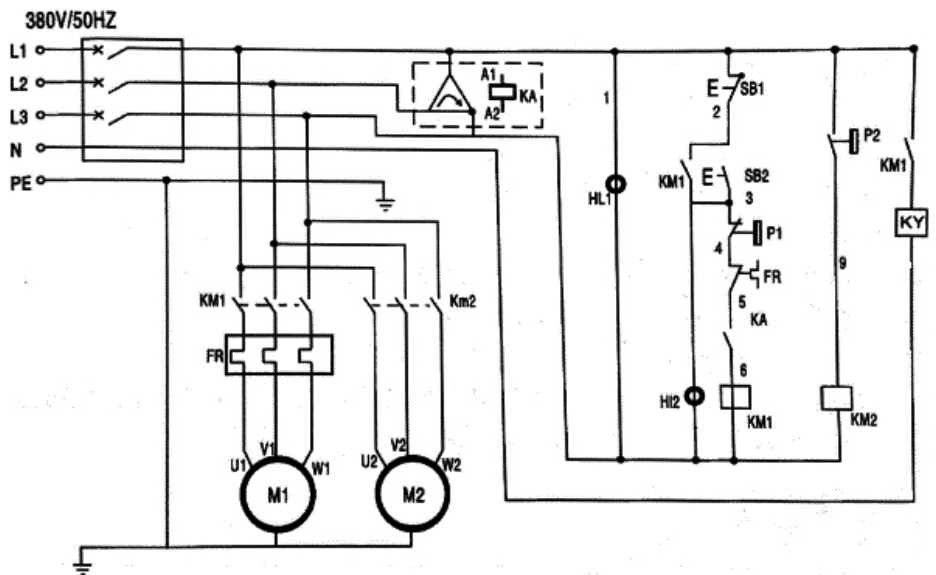 380V/50HZ
L1
L2
L3
N
PE
A1
KA
A2
1
SB1
2
KM1
SB2
3
HL1
P1
4
FR
5
KA
6
HI2
KM1
P2
9
KM2
KM1
KY
KM1
Km2
FR
U1
V1
W1
U2
V2
W2
M1
M2